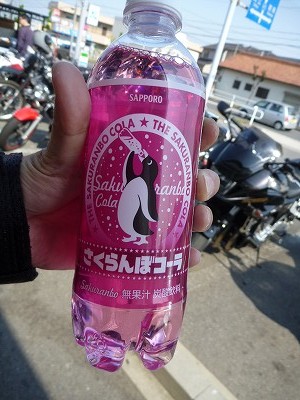 SAPPORO
THE SAKURANBO COLA ★ THE SAKURANBO COLA
Sakuranbo
Cola
さくらんぼコーラ
Sakuranbo 無果汁 炭酸飲料